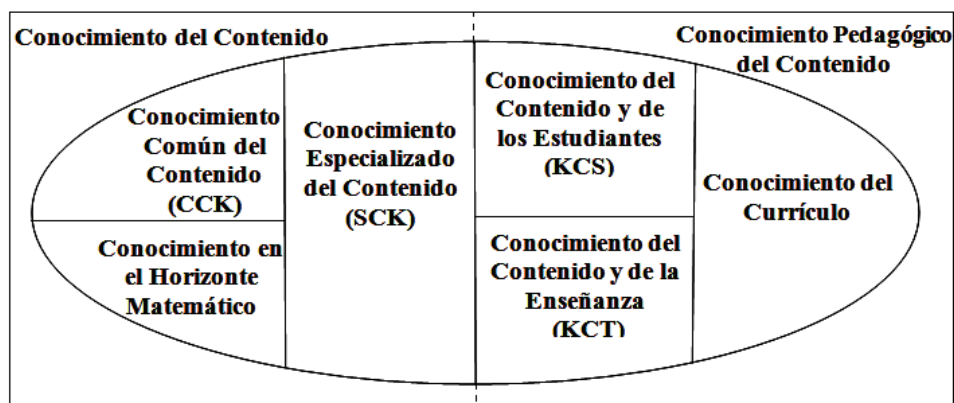 Conocimiento del Contenido
Conocimiento Pedagógico
del Contenido
Conocimiento
Común del
Contenido
(CCK)
Conocimiento en
el Horizonte
Matemático
Conocimiento
Especializado
del Contenido
(SCK)
Conocimiento del
Contenido y de
los Estudiantes
(KCS)
Conocimiento del
Contenido y de la
Enseñanza
(KCT)
Conocimiento del
Currículo